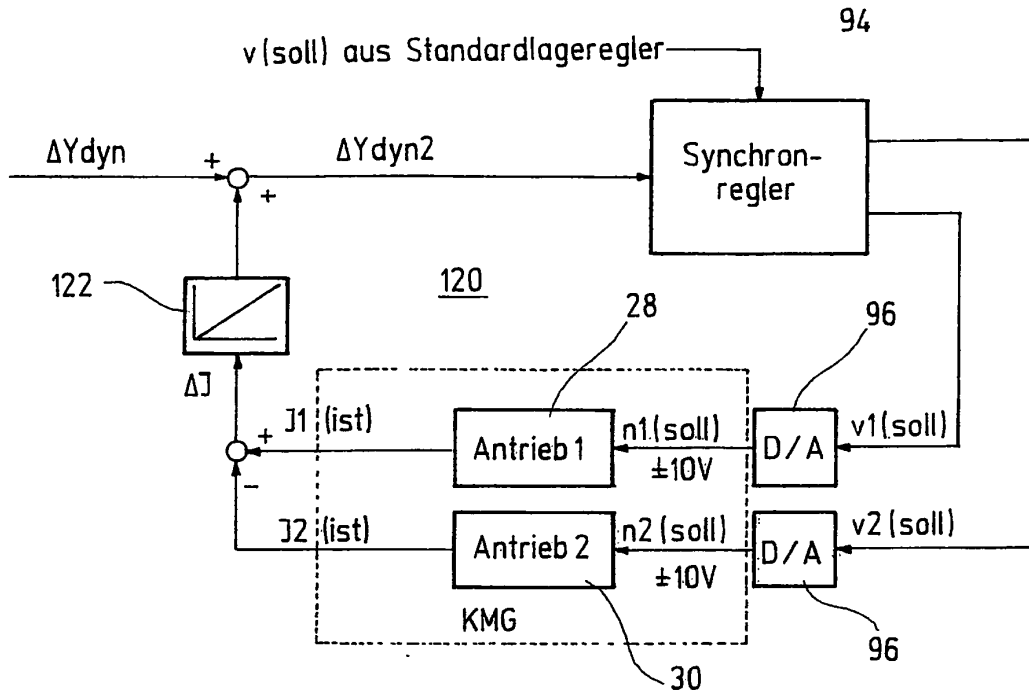 94
v(soll) aus Standardlageregler
ΔYdyn
+
+
ΔYdyn2
Synchron-
regler
122
120
28
96
ΔJ
J1 (ist)
+
-
Antrieb 1
n1.(soll)
±10V
D/A
v1(soll)
J2 (ist)
Antrieb 2
n2(soll)
±10V
D/A
v2(soll)
KMG
30
96